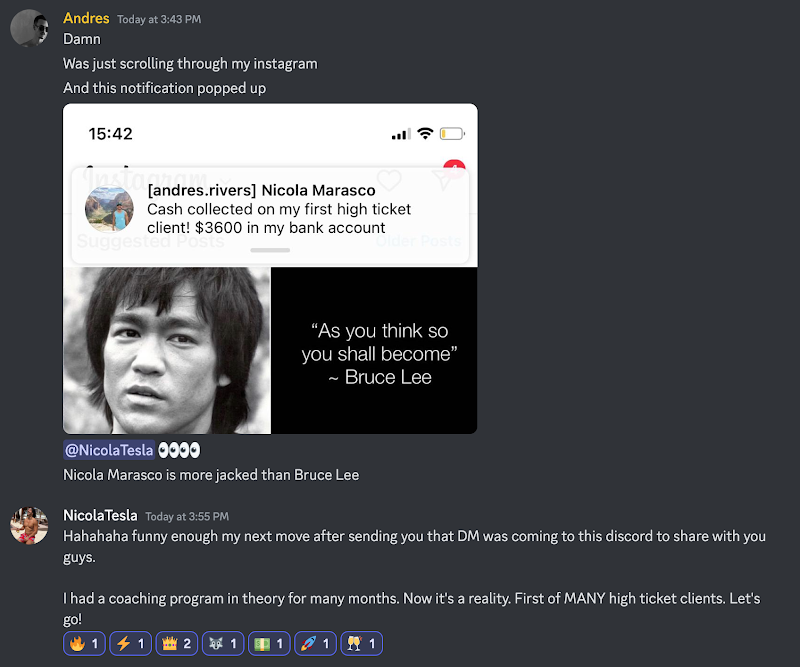 Andres Today at 3:43 PM
Damn
Was just scrolling through my instagram
And this notification popped up
15:42
Instagram
[andres.rivers] Nicola Marasco
Cash collected on my first high ticket
client! $3600 in my bank account
Suggested Posts Older Posts
“As you think so
you shall become”
~ Bruce Lee
@NicolaTesla 👀👀
Nicola Marasco is more jacked than Bruce Lee
NicolaTesla Today at 3:55 PM
Hahahaha funny enough my next move after sending you that DM was coming to this discord to share with you
guys.
I had a coaching program in theory for many months. Now it's a reality. First of MANY high ticket clients. Let's
go!
🔥 1 ⚡ 1 👑 2 🐺 1 💵 1 🚀 1 🥂 1